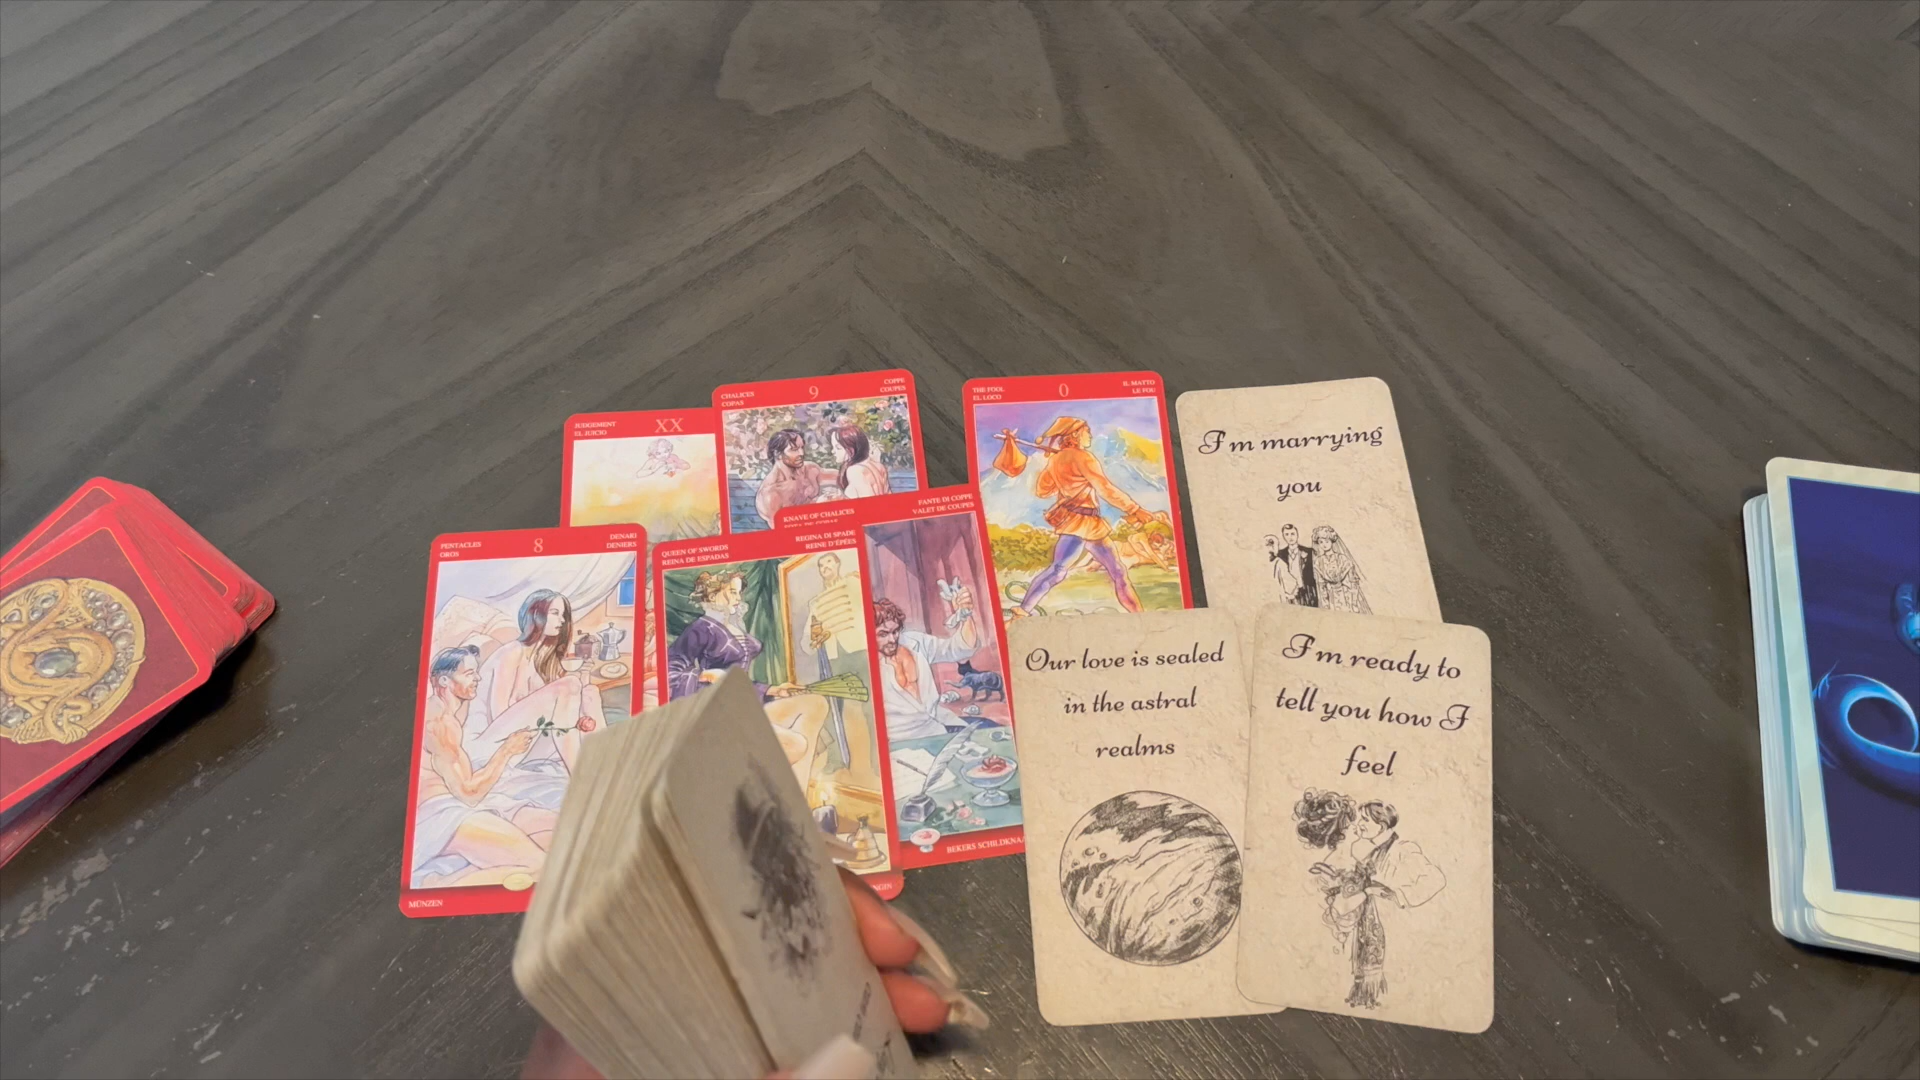 JUDGEMENT
EL JUICIO
XX
CHALICES
COPAS
9
COPPE
COUPES
THE FOOL
EL LOCO
0
IL MATTO
LE FOU
I'm marrying
you
PENTACLES
OROS
8
DENARI
DENIERS
MÜNZEN
QUEEN OF SWORDS
REINA DE ESPADAS
REGINA DI SPADE
REINE D'ÉPÉES
KNAVE OF CHALICES
FANTE DI COPPE
VALET DE COUPES
BEKERS SCHILDKNAA
Our love is sealed
in the astral
realms
I'm ready to
tell you how I
feel